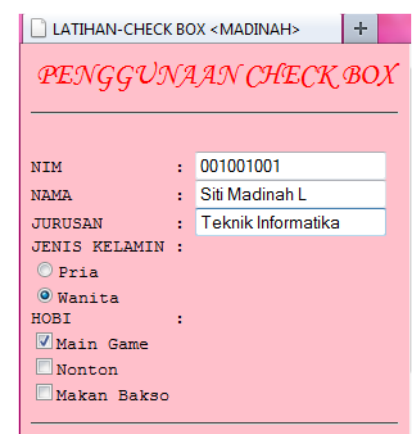 LATIHAN-CHECK BOX <MADINAH>
PENGGUNAAN CHECK BOX
NIM : 001001001
NAMA : Siti Madinah L
JURUSAN : Teknik Informatika
JENIS KELAMIN :
Pria
Wanita
HOBI :
Main Game
Nonton
Makan Bakso